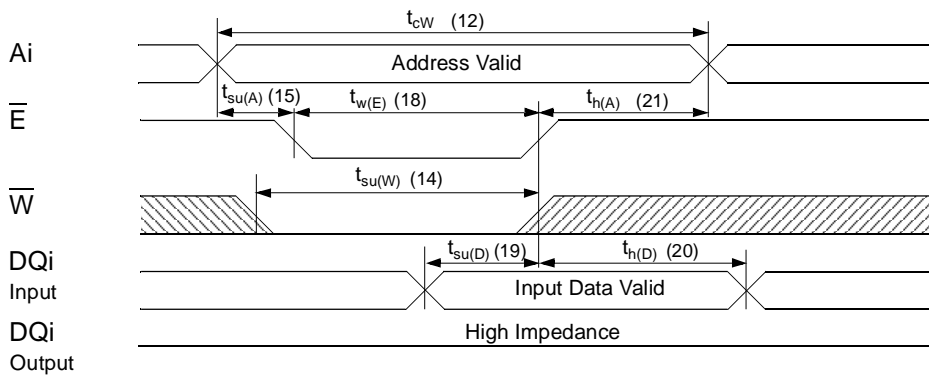 t_cW (12)
Ai
Address Valid
t_su(A) (15) t_w(E) (18) t_h(A) (21)
E̅
t_su(W) (14)
W̅
t_su(D) (19) t_h(D) (20)
DQi
Input
Input Data Valid
DQi
Output
High Impedance